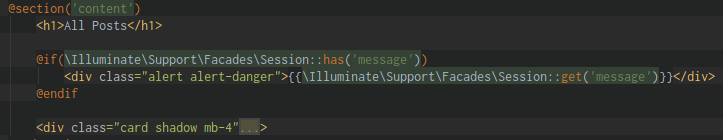 @section('content')
<h1>All Posts</h1>
@if(\Illuminate\Support\Facades\Session::has('message'))
<div class="alert alert-danger">{{\Illuminate\Support\Facades\Session::get('message')}}</div>
@endif
<div class="card shadow mb-4"...>